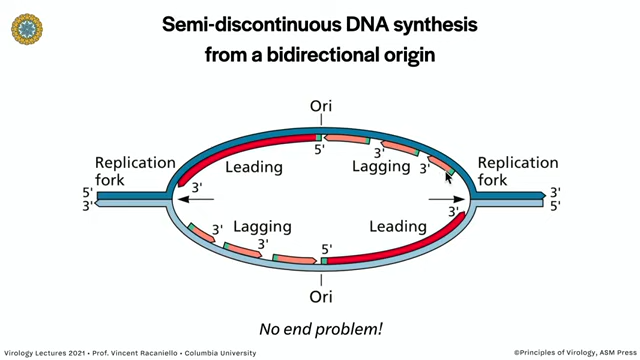 Semi-discontinuous DNA synthesis
from a bidirectional origin
Ori
Replication
fork
5'
3'
Leading
3'
5'
Lagging
3'
3'
Replication
fork
3'
5'
Lagging
3'
3'
5'
Leading
3'
Ori
No end problem!
Virology Lectures 2021 • Prof. Vincent Racaniello • Columbia University
©Principles of Virology, ASM Press